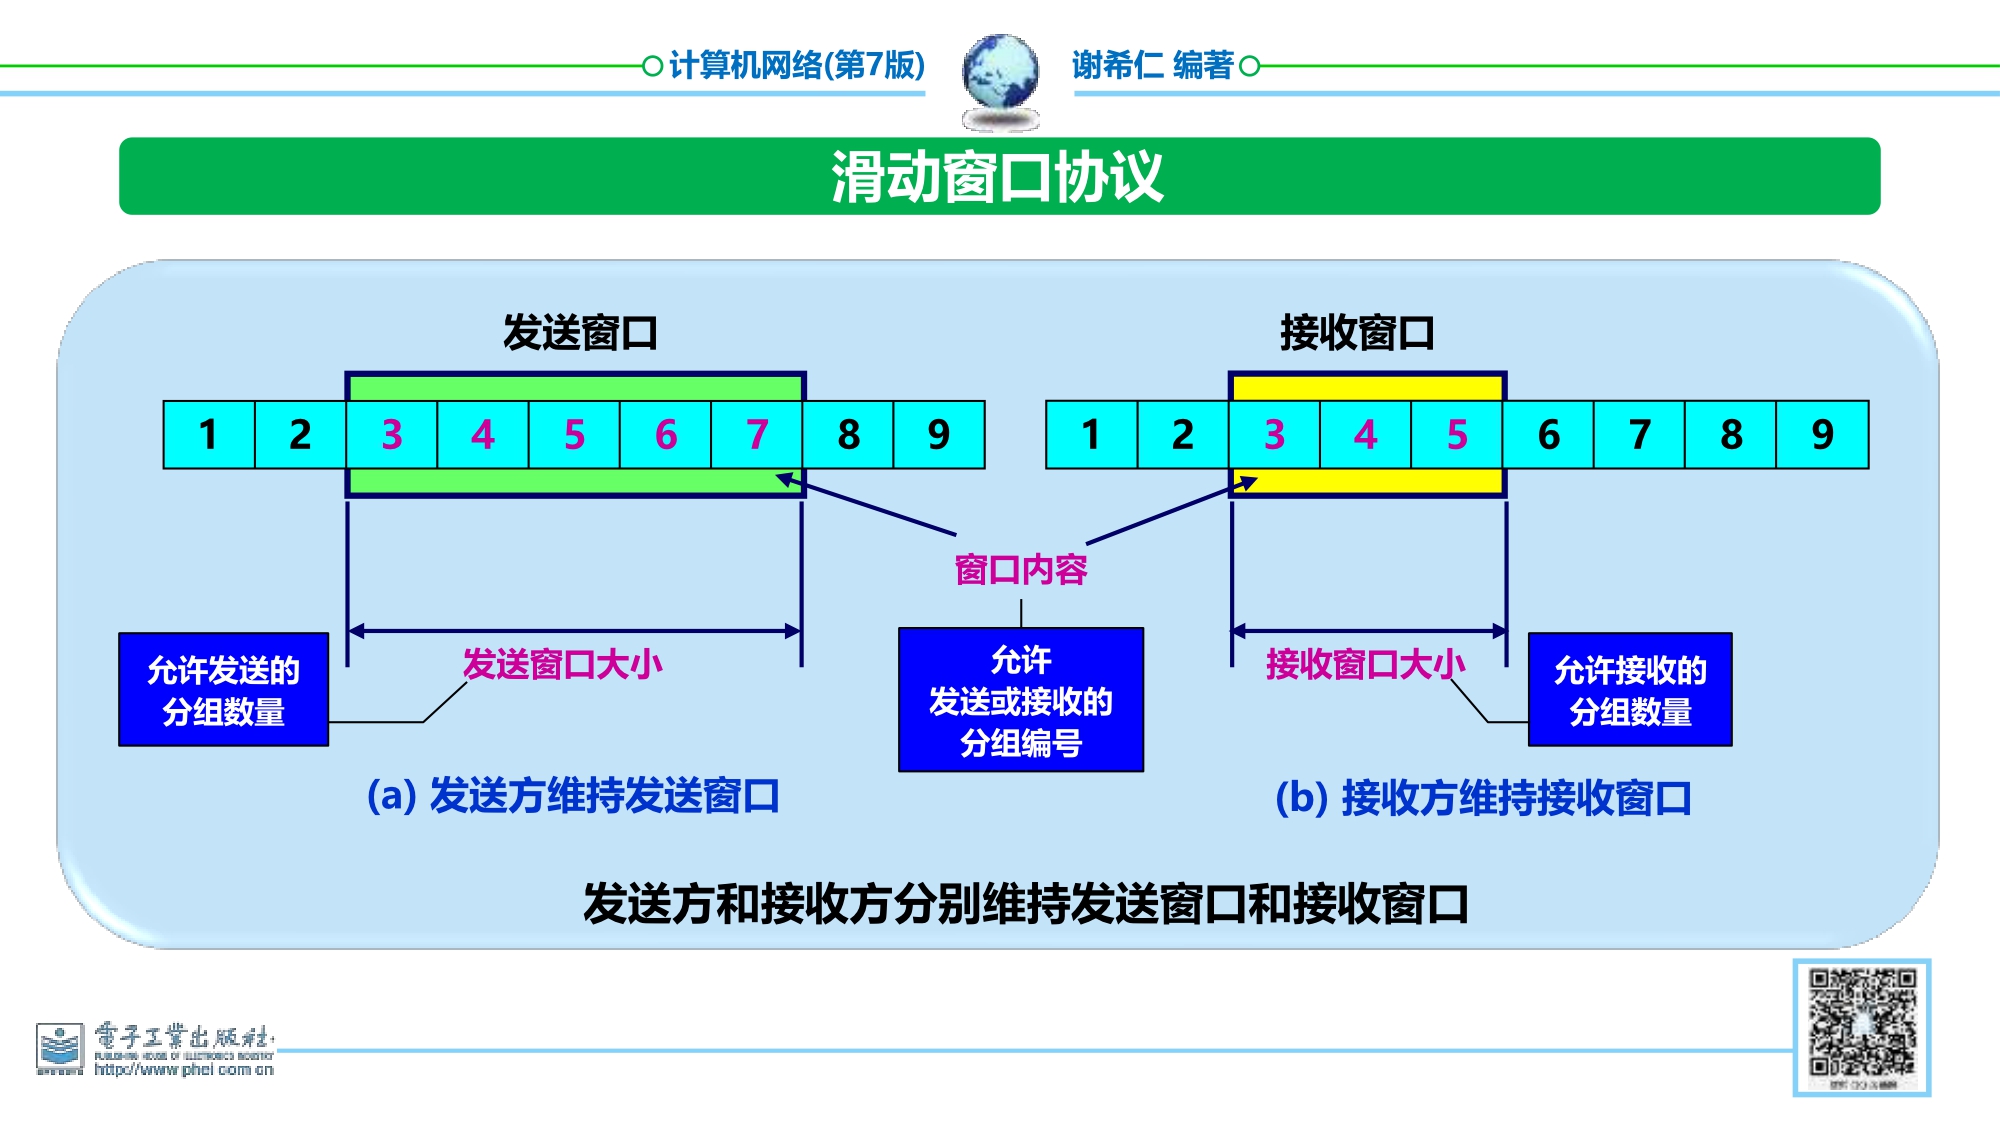 计算机网络(第7版)
谢希仁 编著
滑动窗口协议
发送窗口
接收窗口
1 2 3 4 5 6 7 8 9
1 2 3 4 5 6 7 8 9
窗口内容
允许发送的
分组数量
发送窗口大小
允许
发送或接收的
分组编号
接收窗口大小
允许接收的
分组数量
(a) 发送方维持发送窗口
(b) 接收方维持接收窗口
发送方和接收方分别维持发送窗口和接收窗口
電子工業出版社
PUBLISHING HOUSE OF ELECTRONICS INDUSTRY
http://www.phei.com.cn